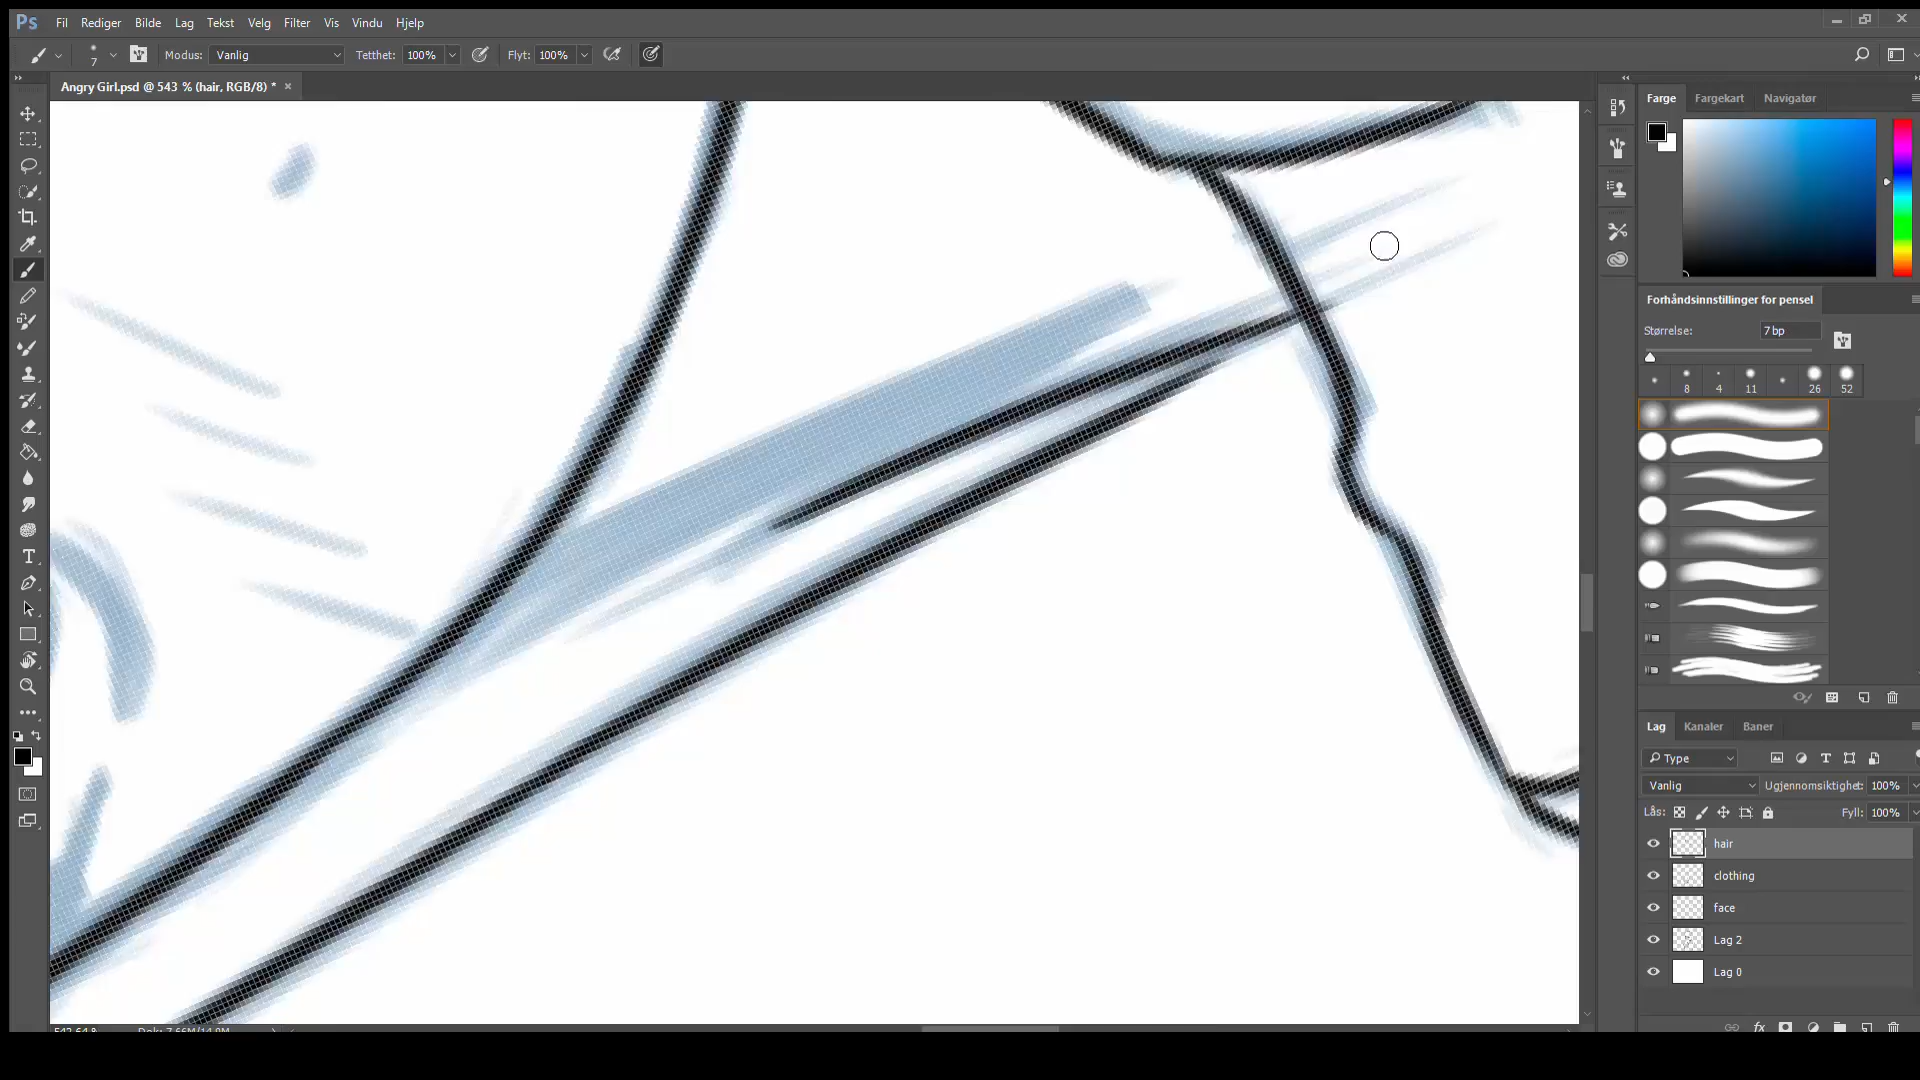 Ps Fil Rediger Bilde Lag Tekst Velg Filter Vis Vindu Hjelp
7 Modus: Vanlig Tetthet: 100% Flyt: 100%
Angry Girl.psd @ 543 % (hair, RGB/8) *
Farge Fargekart Navigatør
Forhåndsinnstillinger for pensel
Størrelse: 7 bp
8 4 11 26 52
Lag Kanaler Baner
Type
Vanlig Ugjennomsiktighet: 100%
Lås: Fyll: 100%
hair
clothing
face
Lag 2
Lag 0
fx